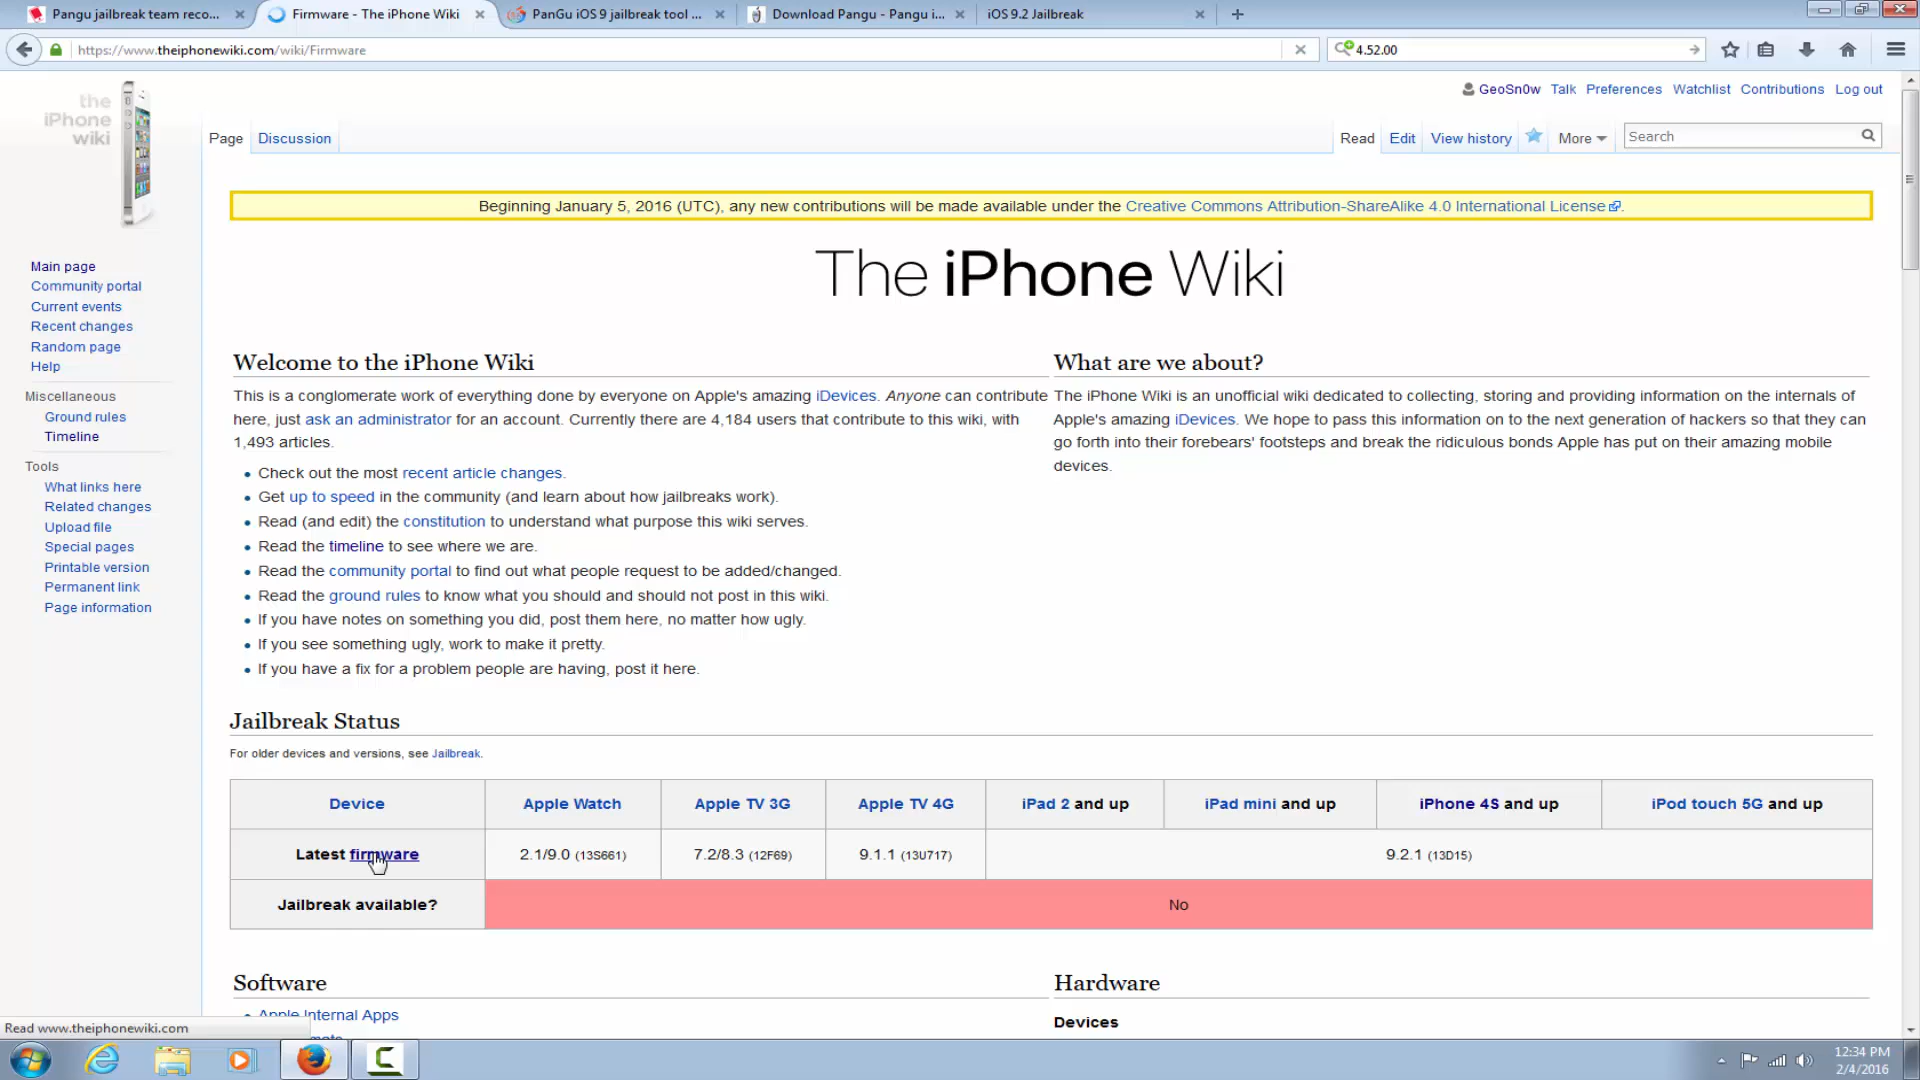 Pangu jailbreak team reco...
Firmware - The iPhone Wiki
PanGu iOS 9 jailbreak tool ...
Download Pangu - Pangu i...
iOS 9.2 Jailbreak
https://www.theiphonewiki.com/wiki/Firmware
4.52.00
the
iPhone
wiki
GeoSn0w Talk Preferences Watchlist Contributions Log out
Page Discussion
Read Edit View history More Search
Beginning January 5, 2016 (UTC), any new contributions will be made available under the Creative Commons Attribution-ShareAlike 4.0 International License.
The iPhone Wiki
Main page
Community portal
Current events
Recent changes
Random page
Help
Miscellaneous
Ground rules
Timeline
Tools
What links here
Related changes
Upload file
Special pages
Printable version
Permanent link
Page information
Welcome to the iPhone Wiki
This is a conglomerate work of everything done by everyone on Apple's amazing iDevices. Anyone can contribute
here, just ask an administrator for an account. Currently there are 4,184 users that contribute to this wiki, with
1,493 articles.
Check out the most recent article changes.
Get up to speed in the community (and learn about how jailbreaks work).
Read (and edit) the constitution to understand what purpose this wiki serves.
Read the timeline to see where we are.
Read the community portal to find out what people request to be added/changed.
Read the ground rules to know what you should and should not post in this wiki.
If you have notes on something you did, post them here, no matter how ugly.
If you see something ugly, work to make it pretty.
If you have a fix for a problem people are having, post it here.
What are we about?
The iPhone Wiki is an unofficial wiki dedicated to collecting, storing and providing information on the internals of
Apple's amazing iDevices. We hope to pass this information on to the next generation of hackers so that they can
go forth into their forebears' footsteps and break the ridiculous bonds Apple has put on their amazing mobile
devices.
Jailbreak Status
For older devices and versions, see Jailbreak.
Device Apple Watch Apple TV 3G Apple TV 4G iPad 2 and up iPad mini and up iPhone 4S and up iPod touch 5G and up
Latest firmware 2.1/9.0 (13S661) 7.2/8.3 (12F69) 9.1.1 (13U717) 9.2.1 (13D15)
Jailbreak available? No
Software
Apple Internal Apps
Hardware
Devices
Read www.theiphonewiki.com
12:34 PM
2/4/2016